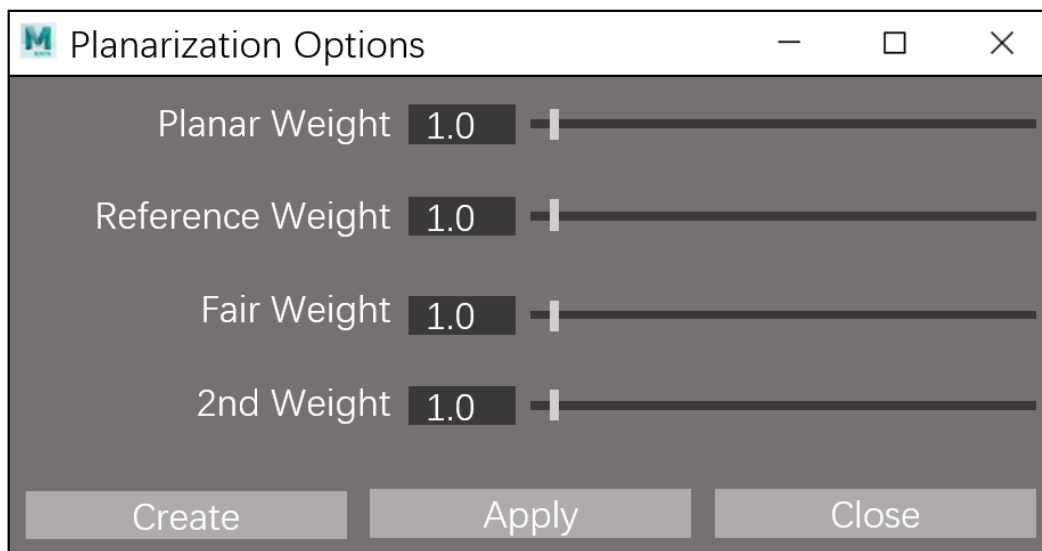 M
Planarization Options
Planar Weight 1.0
Reference Weight 1.0
Fair Weight 1.0
2nd Weight 1.0
Create Apply Close